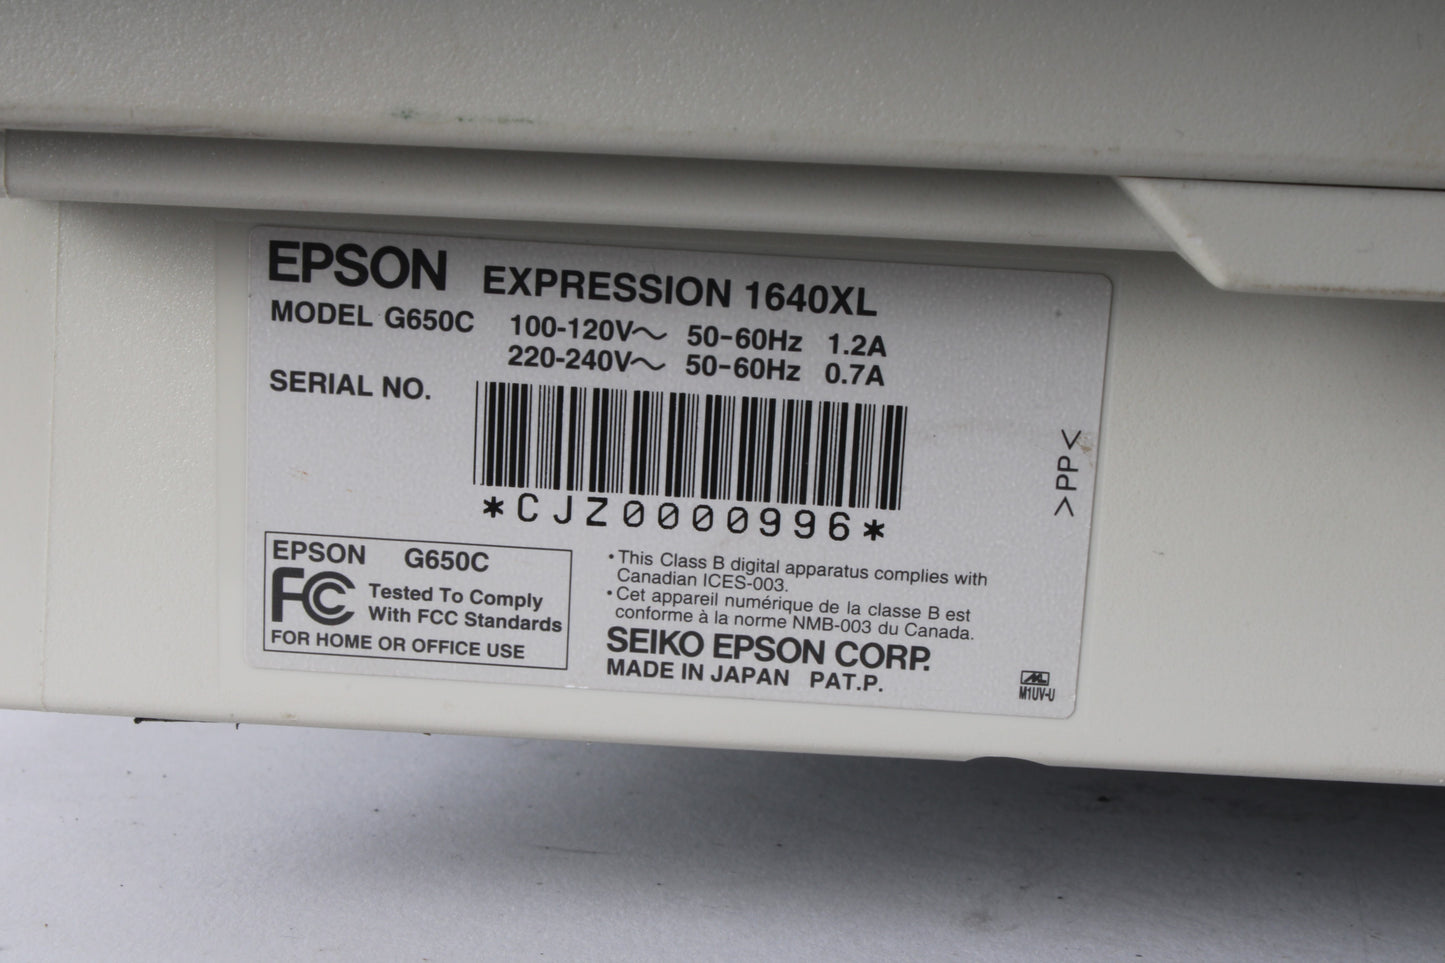 EPSON EXPRESSION 1640XL
MODEL G650C 100-120V～ 50-60Hz 1.2A
220-240V～ 50-60Hz 0.7A
SERIAL NO.
*CJZ0000996*
>PP<
EPSON G650C
FC Tested To Comply
With FCC Standards
FOR HOME OR OFFICE USE
•This Class B digital apparatus complies with
Canadian ICES-003.
•Cet appareil numérique de la classe B est
conforme à la norme NMB-003 du Canada.
SEIKO EPSON CORP.
MADE IN JAPAN PAT.P.
M1UV-U